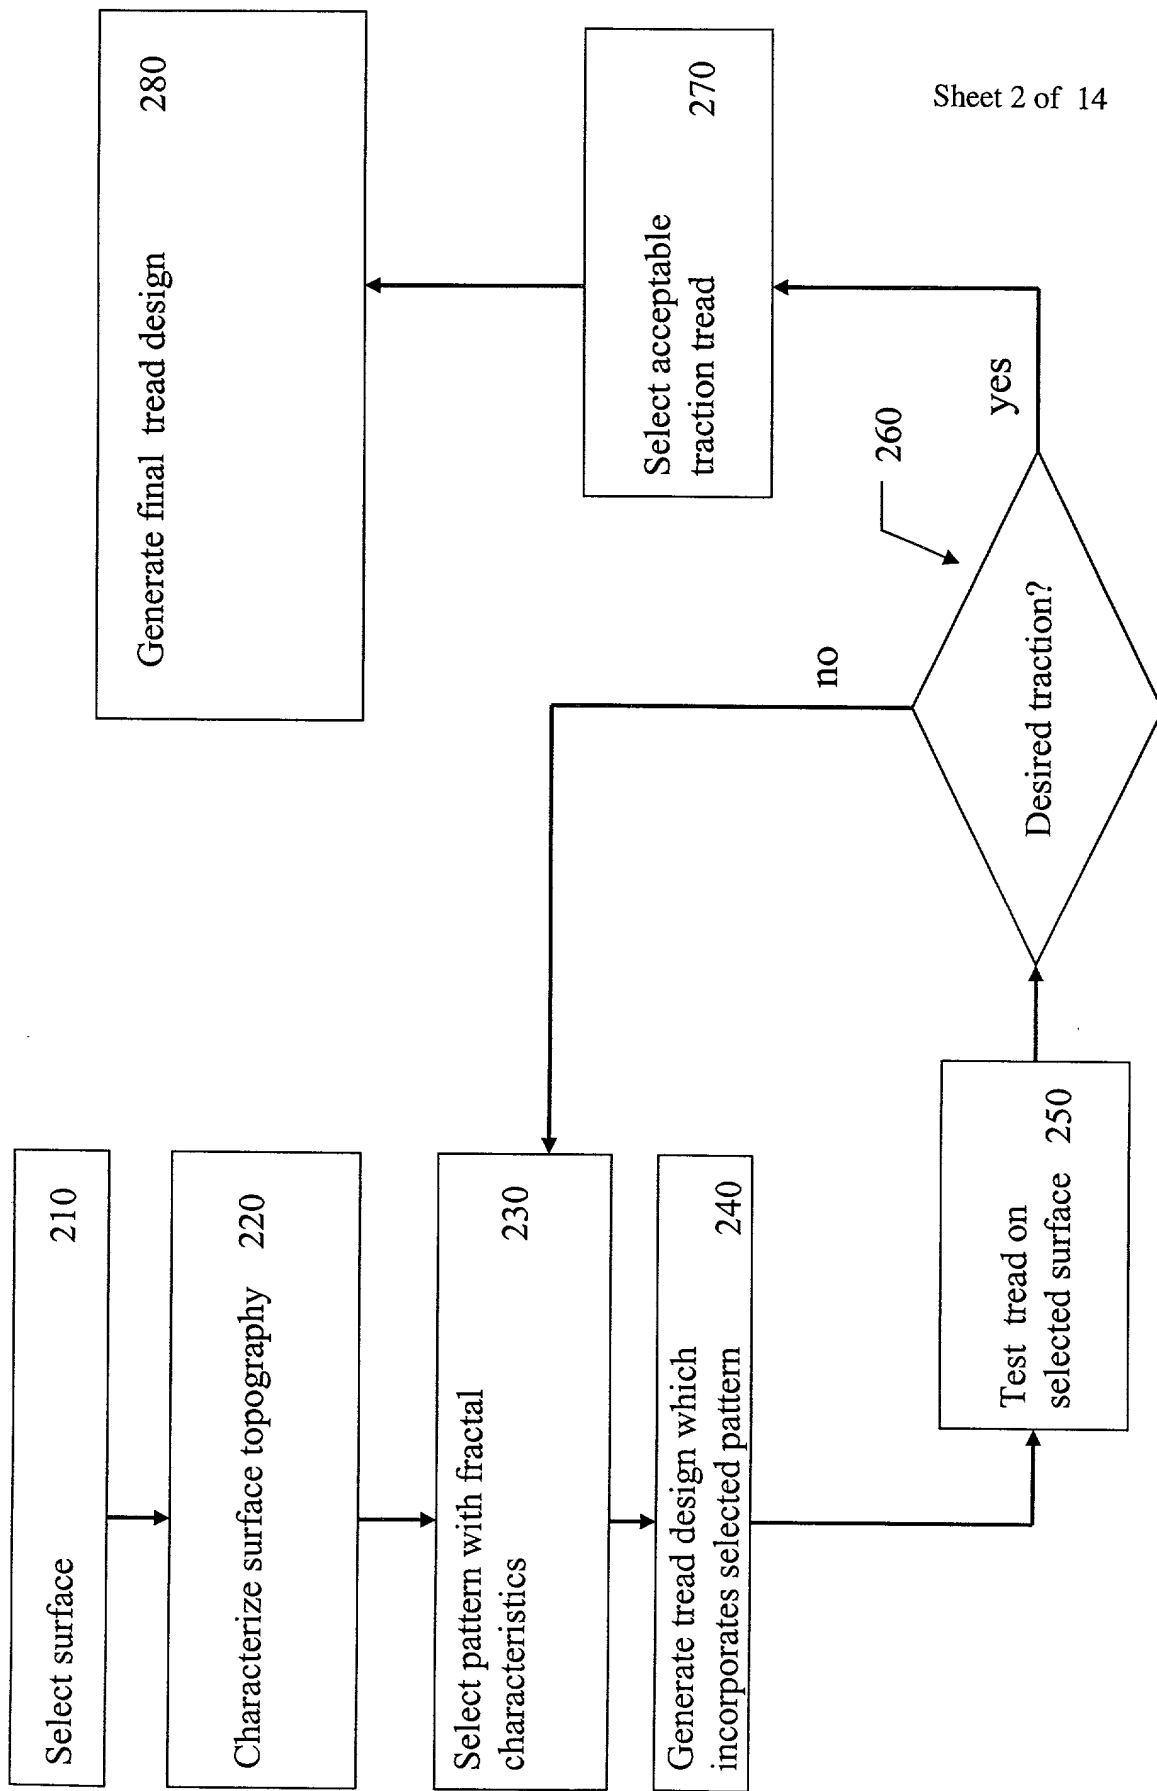 Sheet 2 of 14
Select surface 210
Characterize surface topography 220
Select pattern with fractal
characteristics 230
Generate tread design which
incorporates selected pattern 240
Test tread on
selected surface 250
Desired traction?
260
no
yes
Select acceptable
traction tread 270
Generate final tread design 280